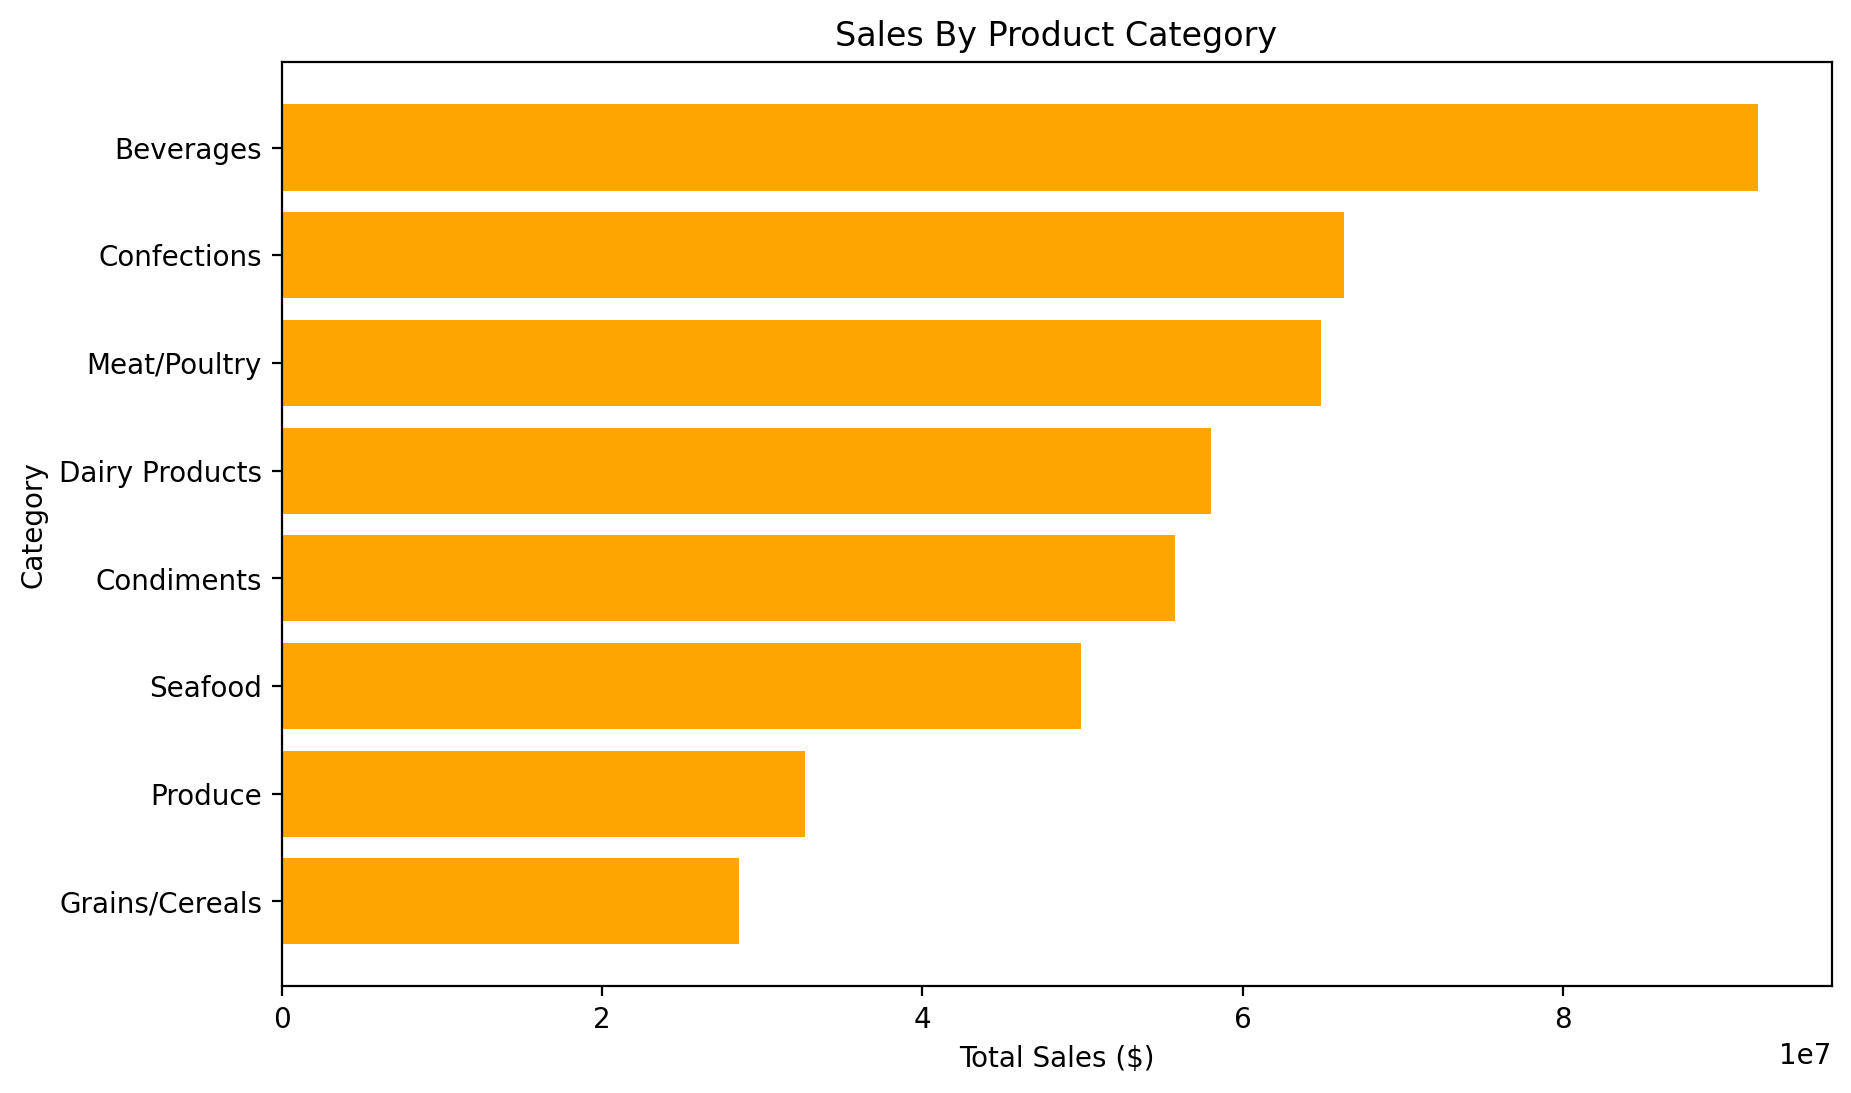 Sales By Product Category
Category
Beverages
Confections
Meat/Poultry
Dairy Products
Condiments
Seafood
Produce
Grains/Cereals
0 2 4 6 8
1e7
Total Sales ($)